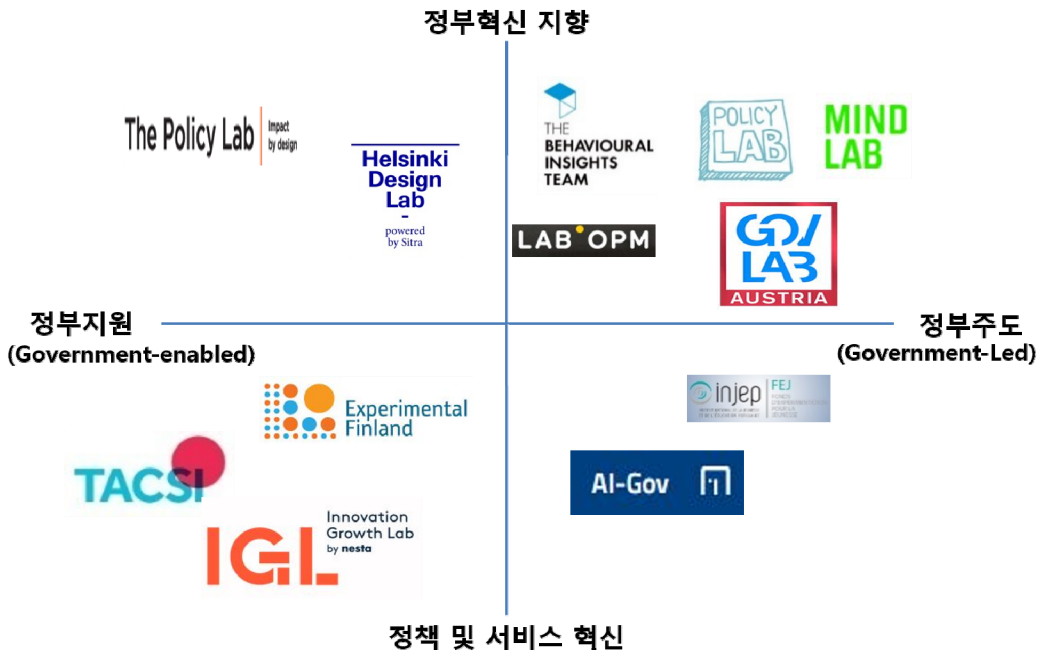 정부혁신 지향
The Policy Lab
Impact
by design
Helsinki
Design
Lab
-
powered
by Sitra
THE
BEHAVIOURAL
INSIGHTS
TEAM
POLICY
LAB
MIND
LAB
LAB OPM
GOV
LAB
AUSTRIA
정부지원
(Government-enabled)
정부주도
(Government-Led)
Experimental
Finland
TACSI
IGL
Innovation
Growth Lab
by nesta
injep
FEJ
AI-Gov
정책 및 서비스 혁신